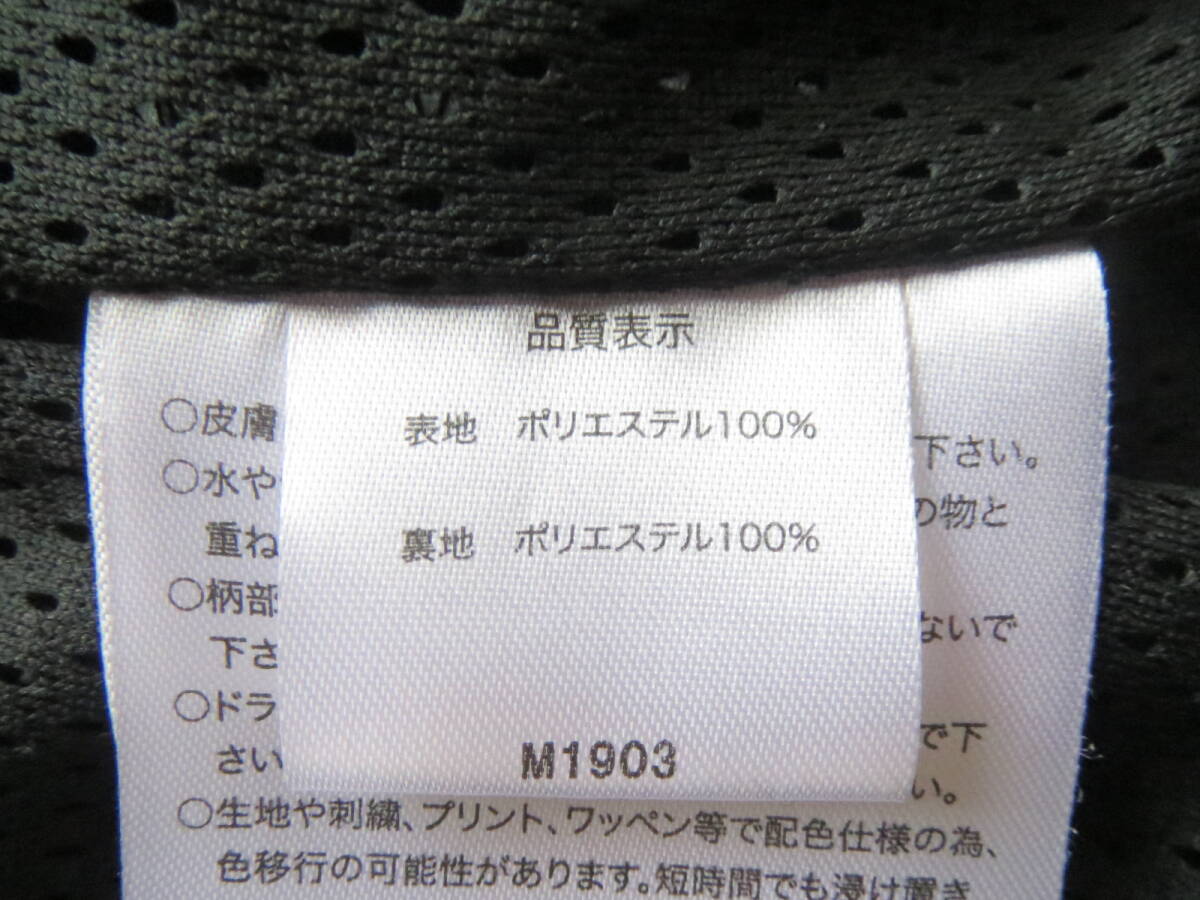 品質表示
表地 ポリエステル100%
裏地 ポリエステル100%
M1903
○皮膚
下さい。
○水や
の物と
重ね
○柄部
ないで
下さ
○ドラ
で下
さい
い。
○生地や刺繍、プリント、ワッペン等で配色仕様の為、
色移行の可能性があります。短時間でも浸け置き